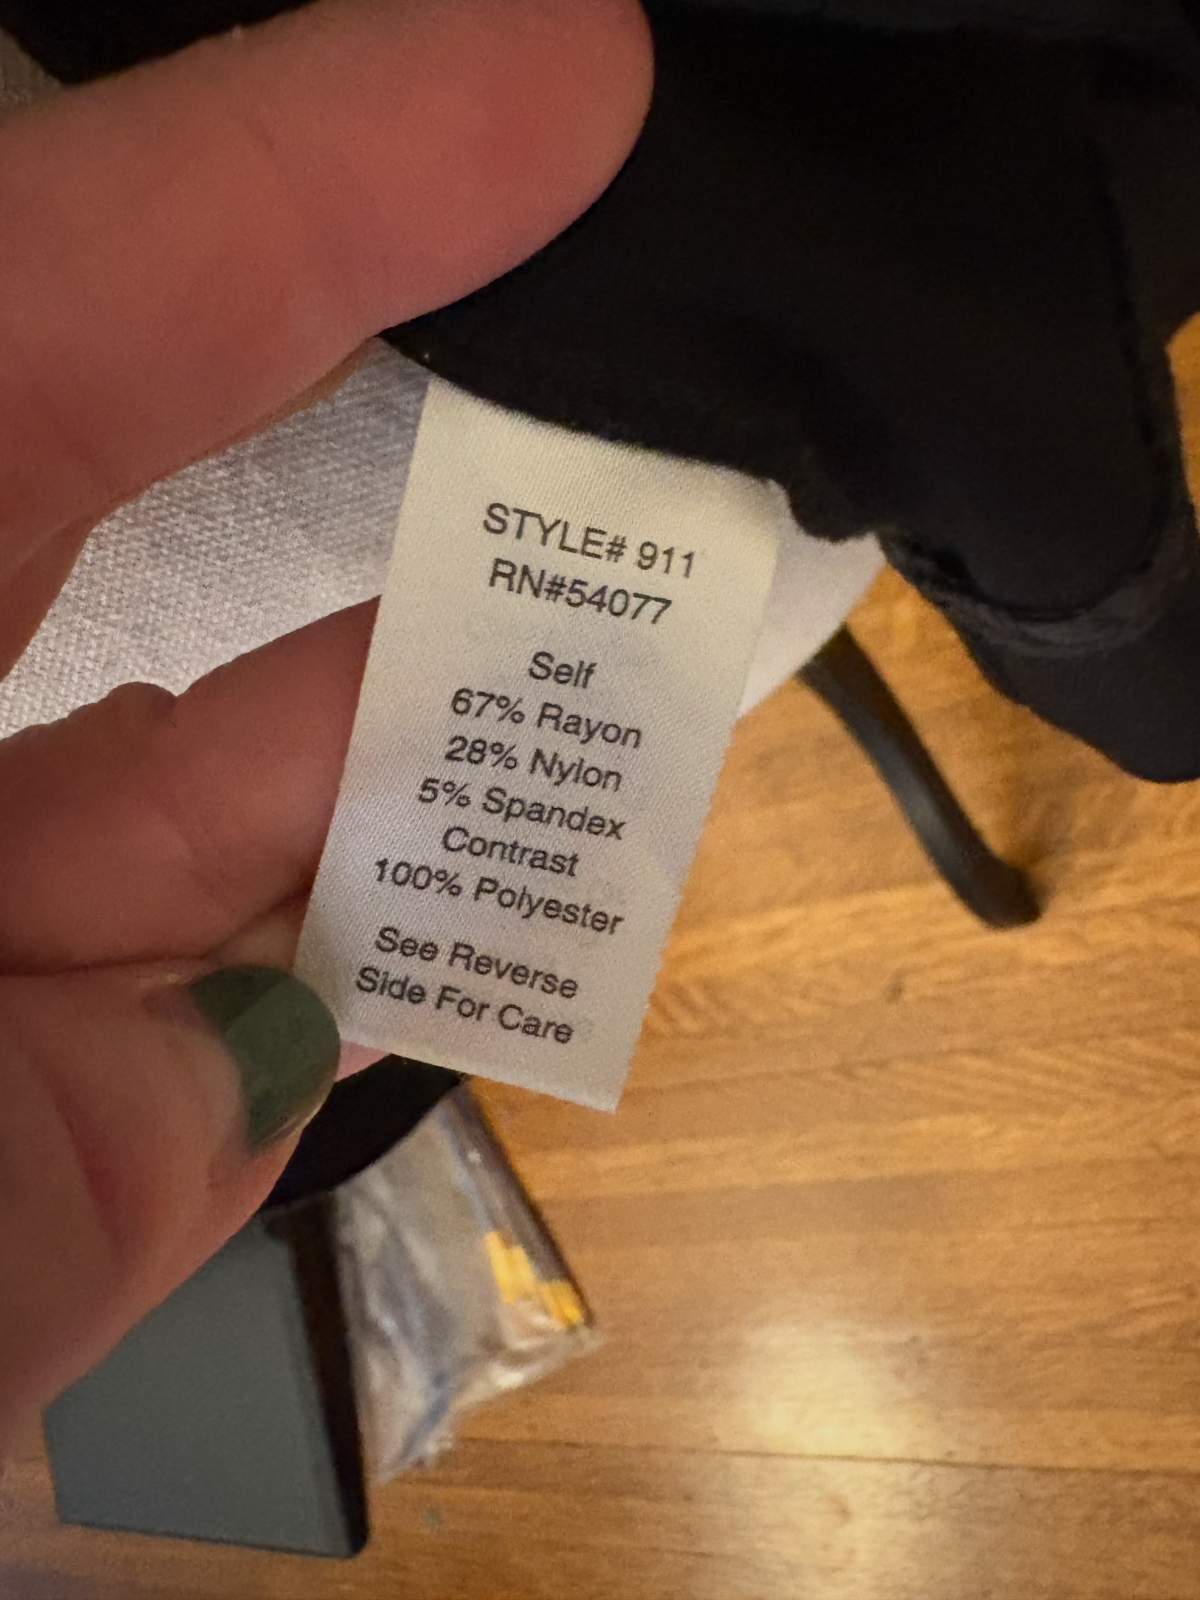 STYLE# 911
RN#54077
Self
67% Rayon
28% Nylon
5% Spandex
Contrast
100% Polyester
See Reverse
Side For Care